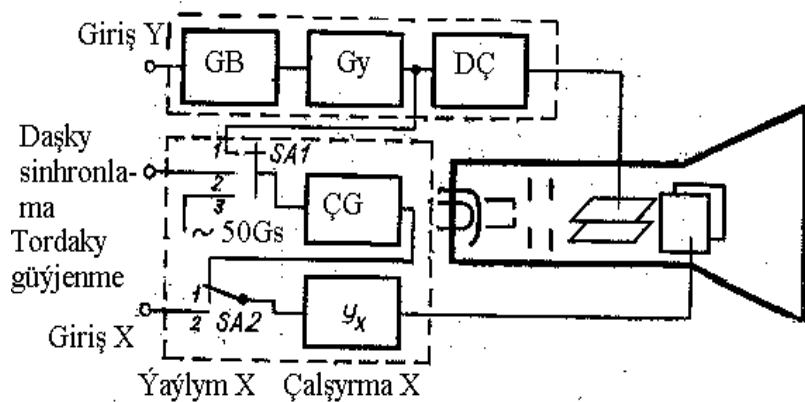 Giriş Y
GB
Gy
DÇ
Daşky
sinhronla-
ma
Tordaky
güýjenme
1
SA1
2
3
~ 50Gs
ÇG
1
2
SA2
yx
Giriş X
Ýaýlym X
Çalşyrma X